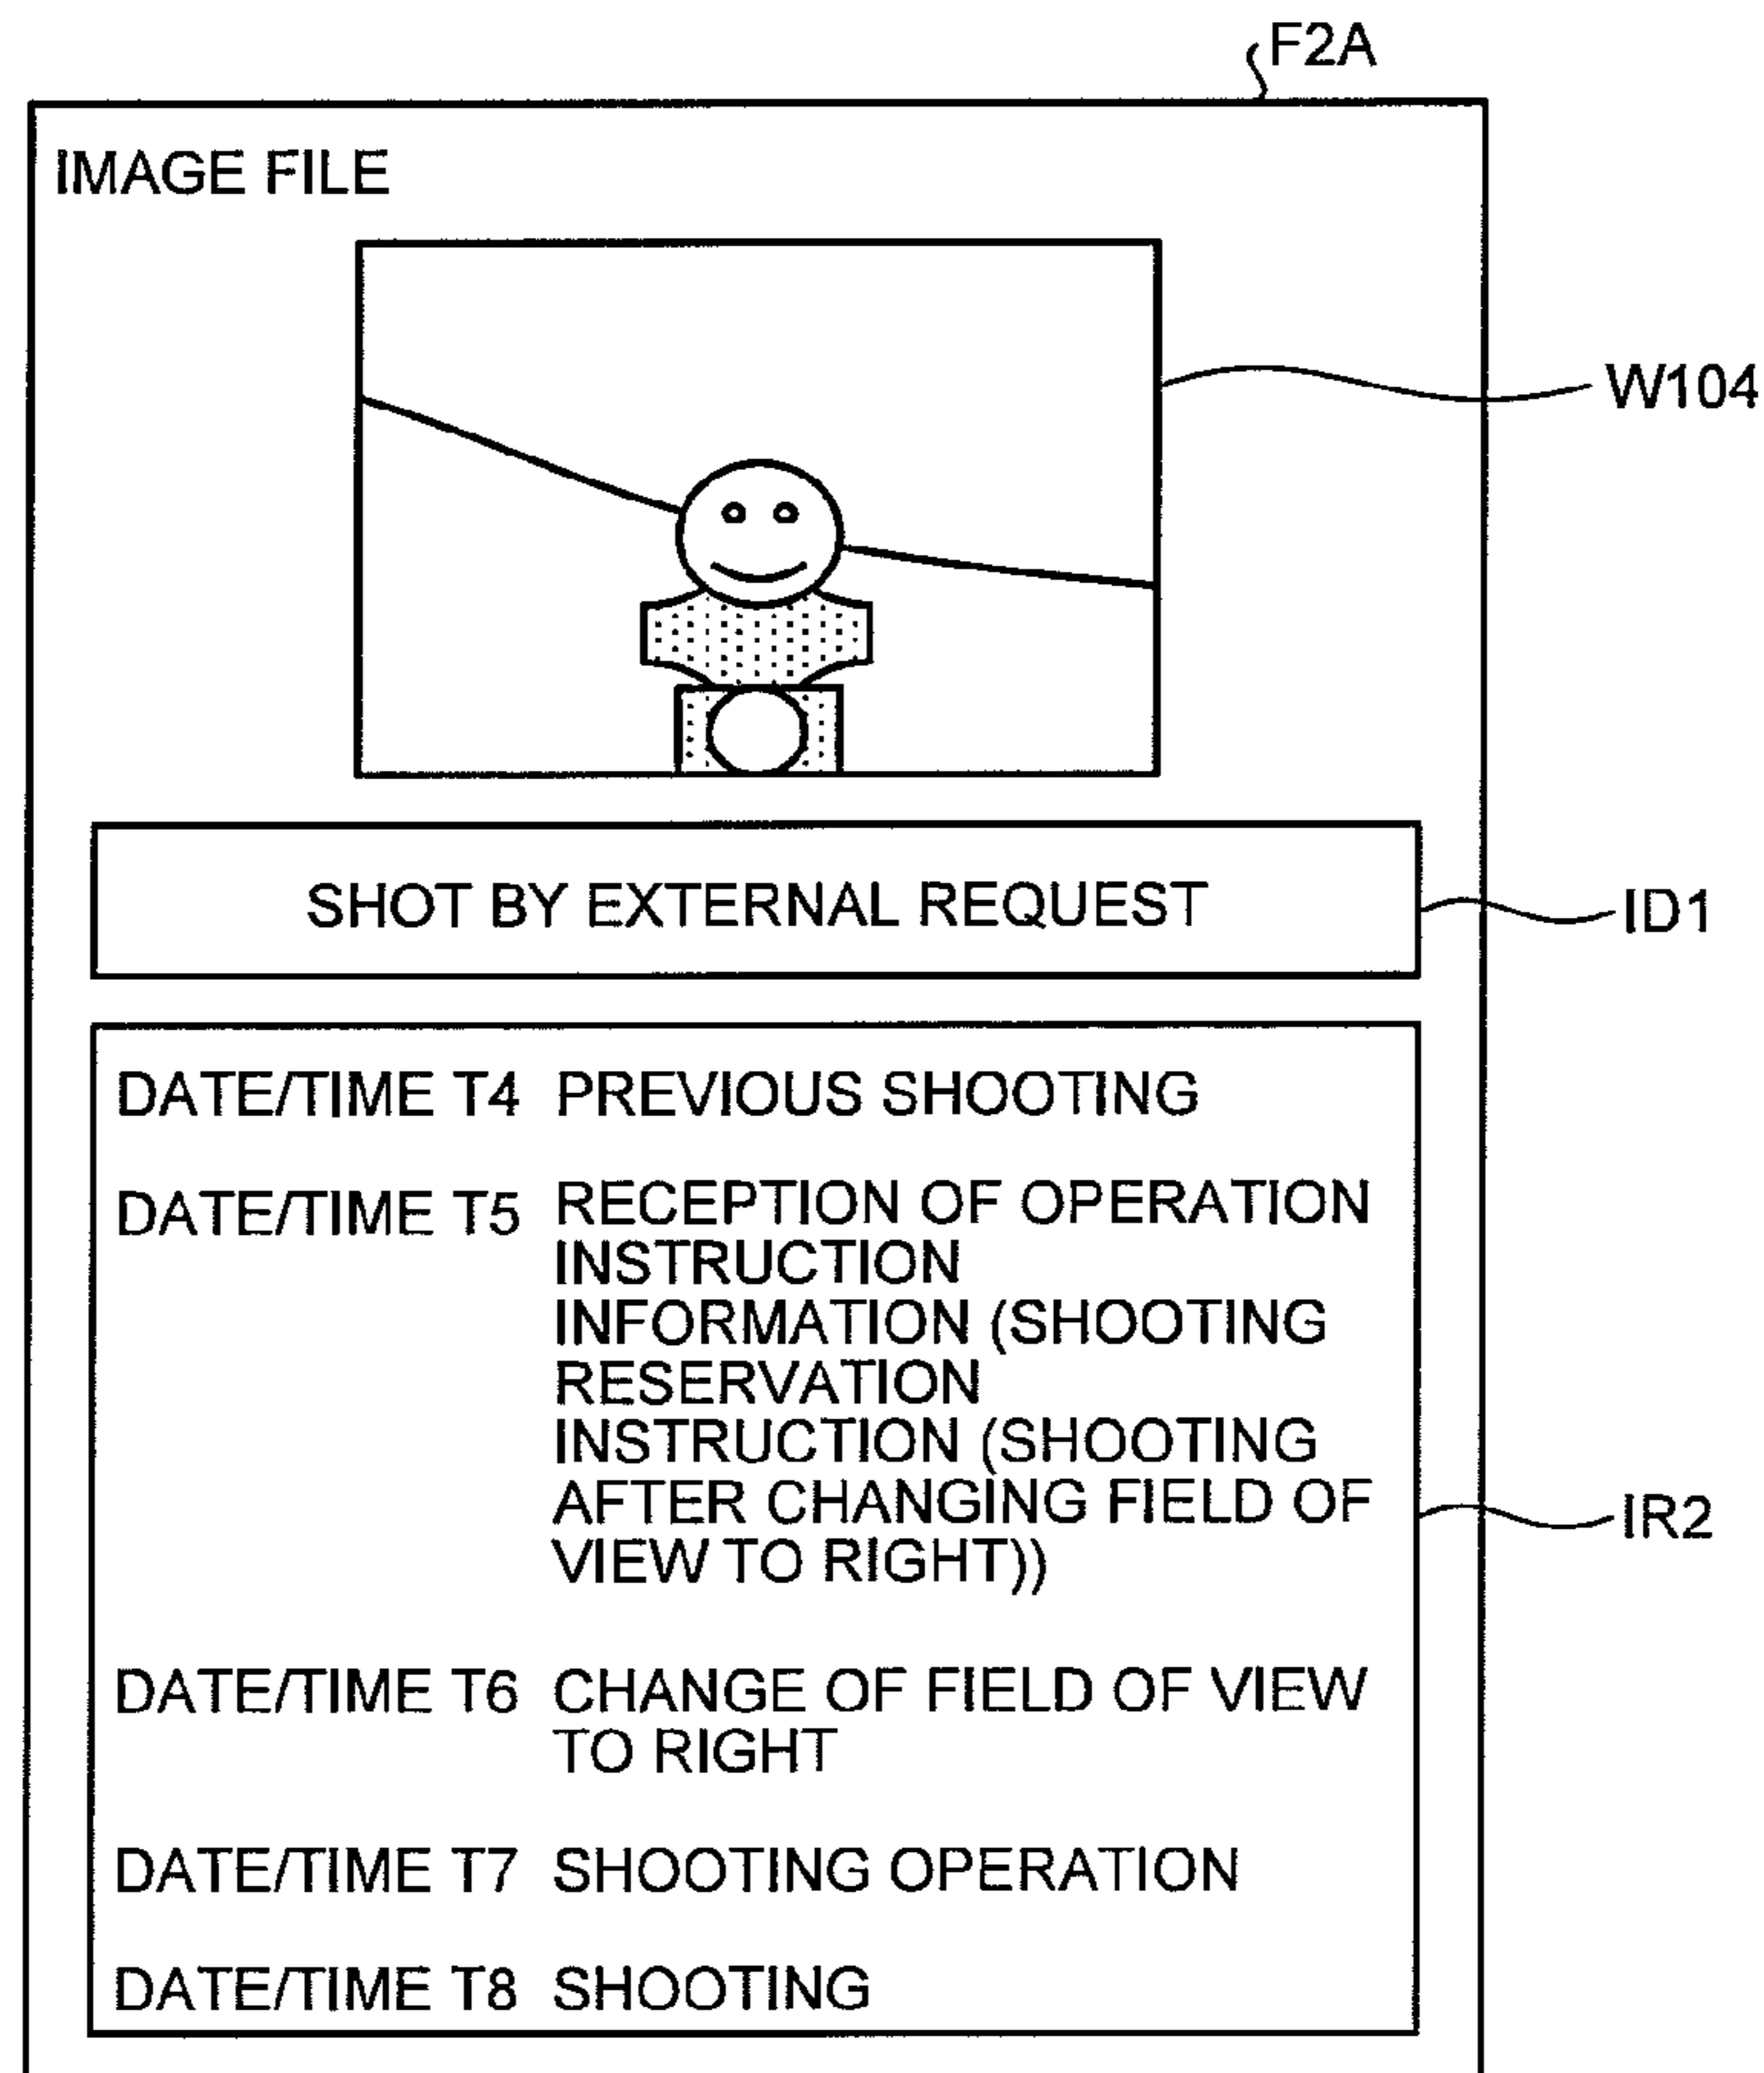 F2A
IMAGE FILE
W104
SHOT BY EXTERNAL REQUEST
ID1
DATE/TIME T4 PREVIOUS SHOOTING
DATE/TIME T5 RECEPTION OF OPERATION
INSTRUCTION
INFORMATION (SHOOTING
RESERVATION
INSTRUCTION (SHOOTING
AFTER CHANGING FIELD OF
VIEW TO RIGHT))
IR2
DATE/TIME T6 CHANGE OF FIELD OF VIEW
TO RIGHT
DATE/TIME T7 SHOOTING OPERATION
DATE/TIME T8 SHOOTING